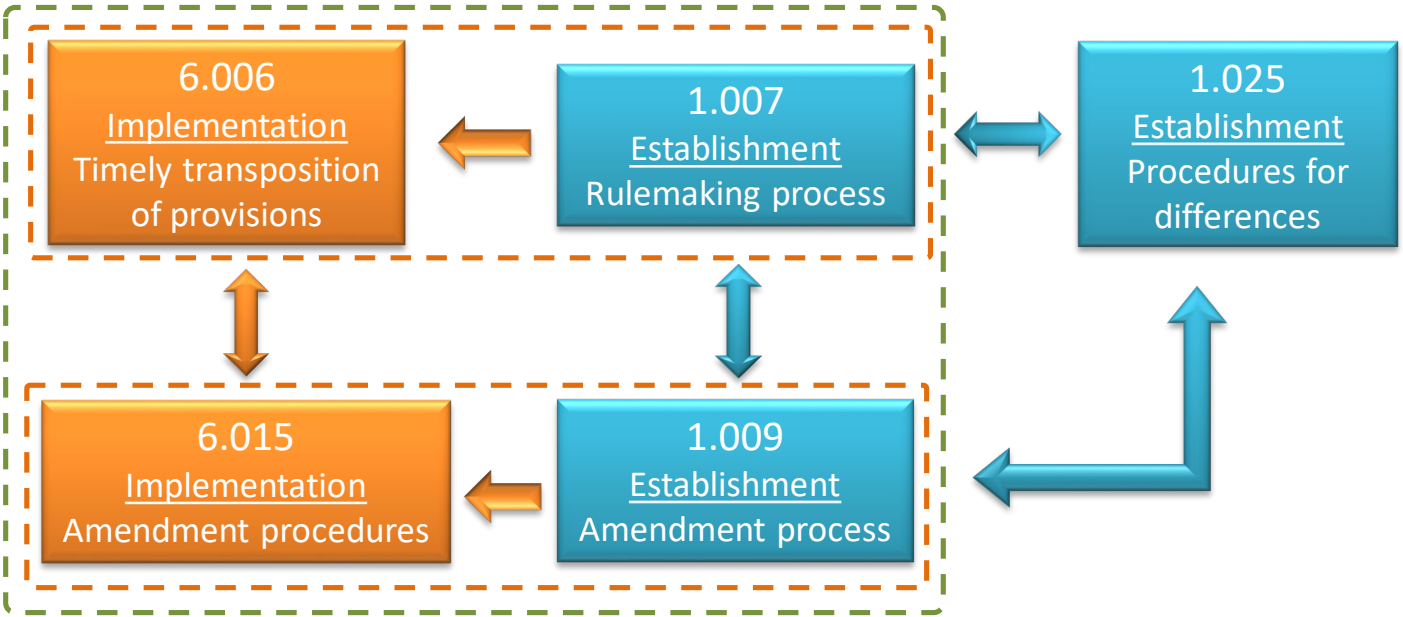 6.006
Implementation
Timely transposition
of provisions
1.007
Establishment
Rulemaking process
1.025
Establishment
Procedures for
differences
6.015
Implementation
Amendment procedures
1.009
Establishment
Amendment process